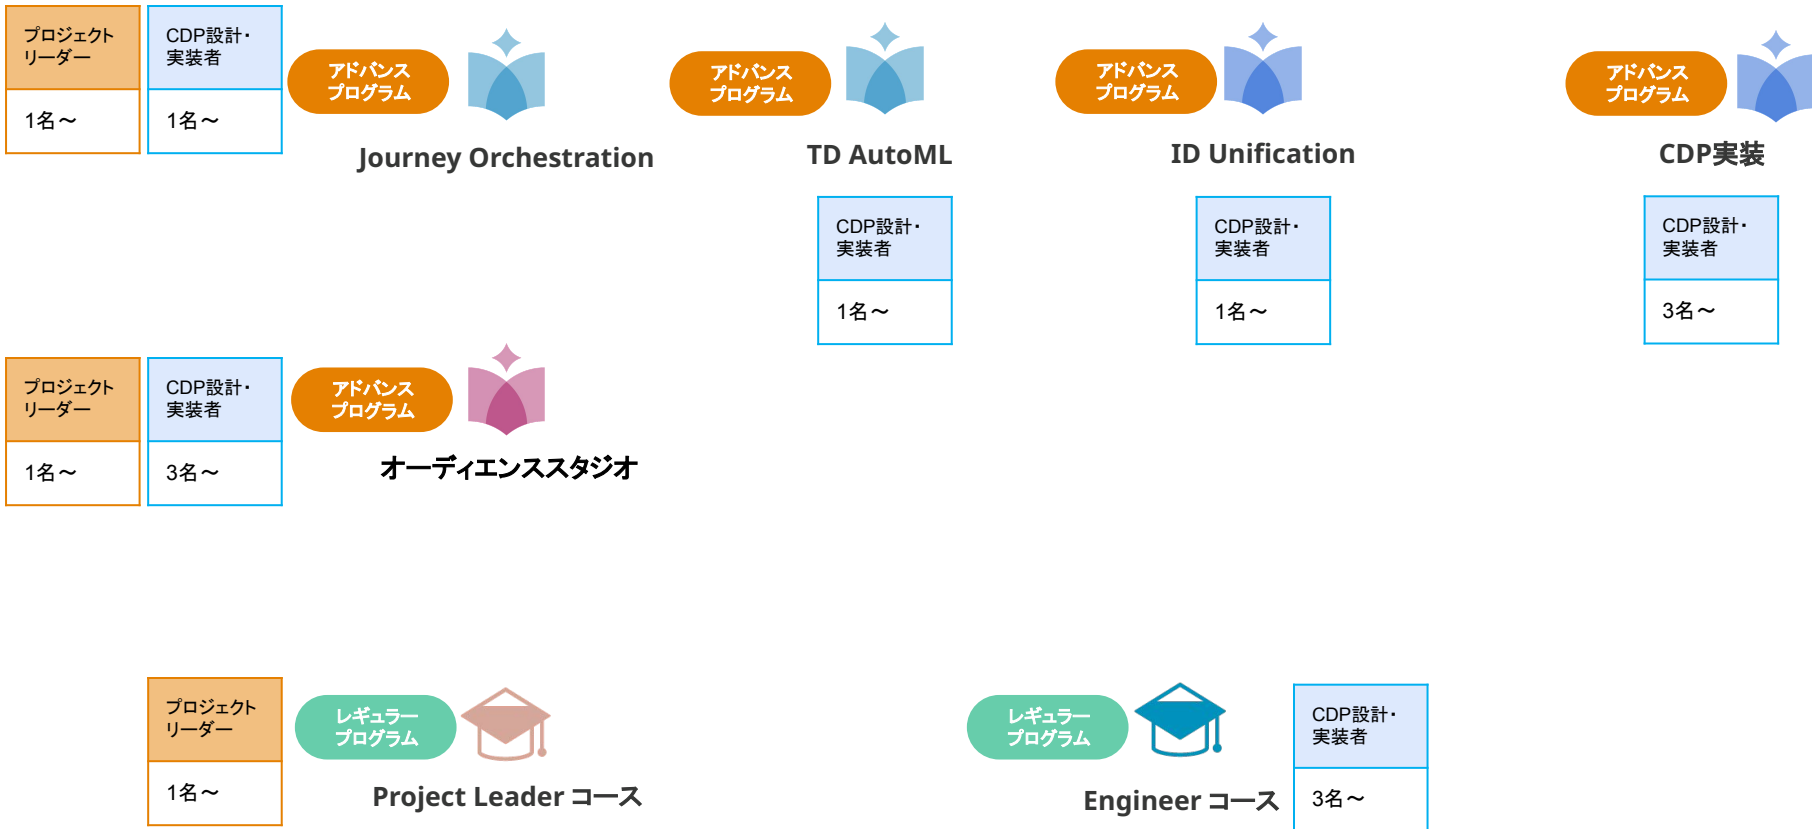 プロジェクト
リーダー
1名～
CDP設計・
実装者
1名～
アドバンス
プログラム
Journey Orchestration
アドバンス
プログラム
TD AutoML
CDP設計・
実装者
1名～
アドバンス
プログラム
ID Unification
CDP設計・
実装者
1名～
アドバンス
プログラム
CDP実装
CDP設計・
実装者
3名～
プロジェクト
リーダー
1名～
CDP設計・
実装者
3名～
アドバンス
プログラム
オーディエンススタジオ
プロジェクト
リーダー
1名～
レギュラー
プログラム
Project Leader コース
レギュラー
プログラム
Engineer コース
CDP設計・
実装者
3名～